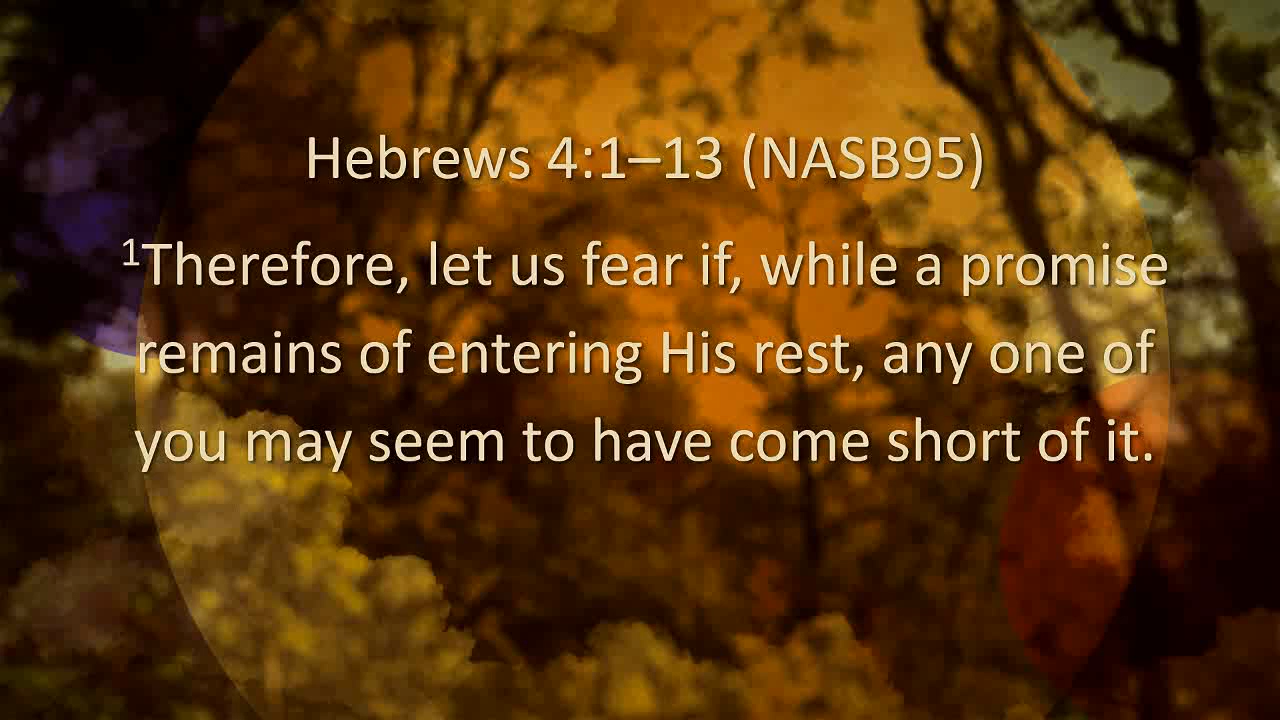 Hebrews 4:1–13 (NASB95)
¹Therefore, let us fear if, while a promise
remains of entering His rest, any one of
you may seem to have come short of it.